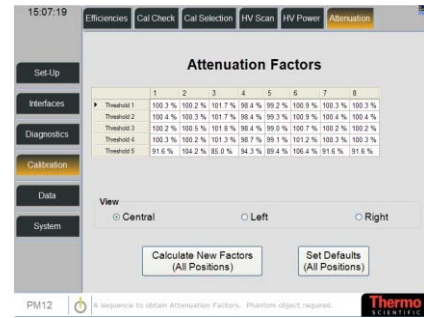 15:07:19
Efficiencies Cal Check Cal Selection HV Scan HV Power Attenuation
Attenuation Factors
Set-Up
Interfaces
Diagnostics
Calibration
Data
System
1 2 3 4 5 6 7 8
Threshold 1 100.3 % 100.2 % 101.7 % 98.4 % 99.2 % 100.9 % 100.3 % 100.3 %
Threshold 2 100.4 % 100.3 % 101.3 % 98.4 % 99.3 % 100.9 % 100.4 % 100.4 %
Threshold 3 100.2 % 100.5 % 101.8 % 98.4 % 99.0 % 100.7 % 100.2 % 100.2 %
Threshold 4 100.3 % 100.2 % 101.3 % 98.7 % 99.1 % 101.2 % 100.3 % 100.3 %
Threshold 5 91.6 % 104.2 % 85.0 % 94.3 % 89.4 % 106.4 % 91.6 % 91.6 %
View
Central Left Right
Calculate New Factors
(All Positions)
Set Defaults
(All Positions)
PM12 A sequence to obtain Attenuation Factors. Phantom object required.
Thermo
SCIENTIFIC